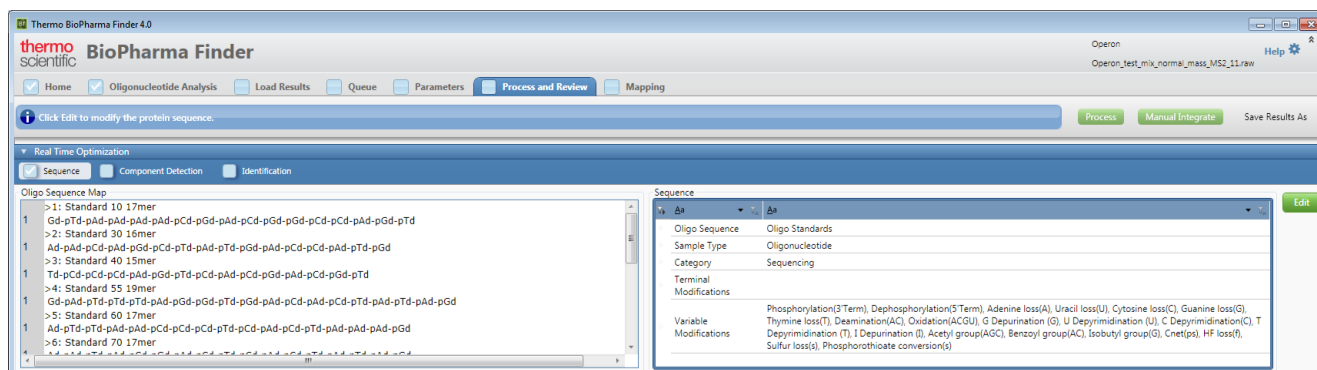 BF Thermo BioPharma Finder 4.0
thermo scientific
BioPharma Finder
Operon
Operon_test_mix_normal_mass_MS2_11.raw
Help
Home Oligonucleotide Analysis Load Results Queue Parameters Process and Review Mapping
Click Edit to modify the protein sequence.
Process Manual Integrate Save Results As
Real Time Optimization
Sequence Component Detection Identification
Oligo Sequence Map
>1: Standard 10 17mer
1 Gd-pTd-pAd-pAd-pAd-pAd-pCd-pGd-pAd-pCd-pGd-pGd-pCd-pCd-pAd-pGd-pTd
>2: Standard 30 16mer
1 Ad-pAd-pCd-pAd-pGd-pCd-pTd-pAd-pTd-pGd-pAd-pCd-pCd-pAd-pTd-pGd
>3: Standard 40 15mer
1 Td-pCd-pCd-pCd-pAd-pGd-pTd-pCd-pAd-pCd-pGd-pAd-pCd-pGd-pTd
>4: Standard 55 19mer
1 Gd-pAd-pTd-pTd-pTd-pAd-pGd-pGd-pTd-pGd-pAd-pCd-pAd-pCd-pTd-pAd-pTd-pAd-pGd
>5: Standard 60 17mer
1 Ad-pTd-pTd-pAd-pAd-pCd-pCd-pCd-pTd-pCd-pAd-pCd-pTd-pAd-pAd-pAd-pGd
>6: Standard 70 17mer
Sequence
Aa Aa
Edit
Oligo Sequence Oligo Standards
Sample Type Oligonucleotide
Category Sequencing
Terminal Modifications
Variable Modifications
Phosphorylation(3'Term), Dephosphorylation(5'Term), Adenine loss(A), Uracil loss(U), Cytosine loss(C), Guanine loss(G),
Thymine loss(T), Deamination(AC), Oxidation(ACGU), G Depurination (G), U Depyrimidination (U), C Depyrimidination(C), T
Depyrimidination (T), I Depurination (I), Acetyl group(AGC), Benzoyl group(AC), Isobutyl group(G), Cnet(ps), HF loss(f),
Sulfur loss(s), Phosphorothioate conversion(s)